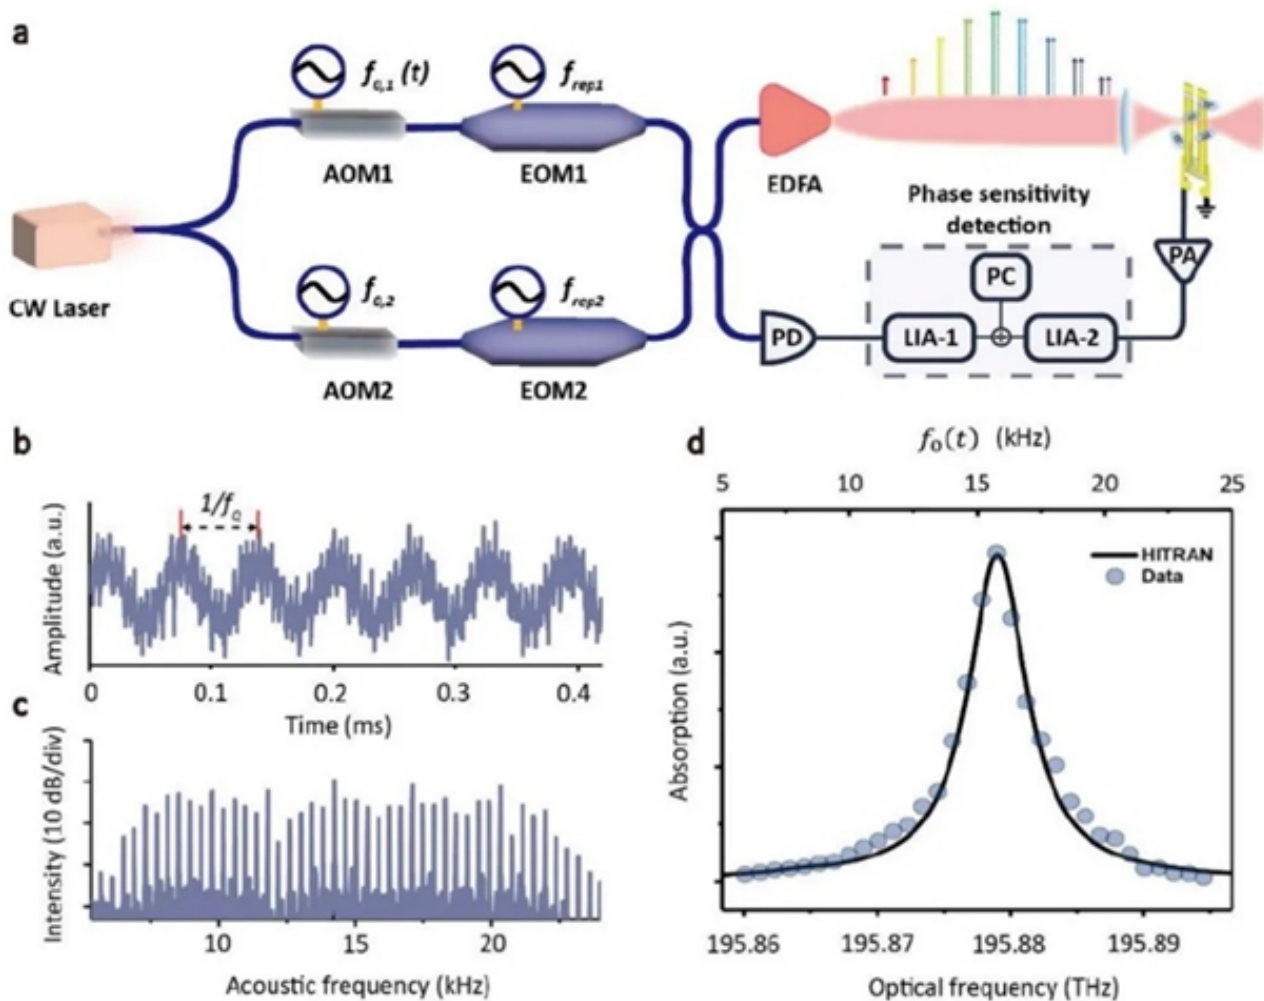 a
f₀,₁ (t)
f_rep1
AOM1
EOM1
EDFA
CW Laser
f₀,₂
f_rep2
AOM2
EOM2
Phase sensitivity
detection
PA
PC
PD
LIA-1
LIA-2
b
1/f₀
Amplitude (a.u.)
0
0.1
0.2
0.3
0.4
Time (ms)
c
Intensity (10 dB/div)
10
15
20
Acoustic frequency (kHz)
d
f₀(t) (kHz)
5
10
15
20
25
HITRAN
Data
Absorption (a.u.)
195.86
195.87
195.88
195.89
Optical frequency (THz)